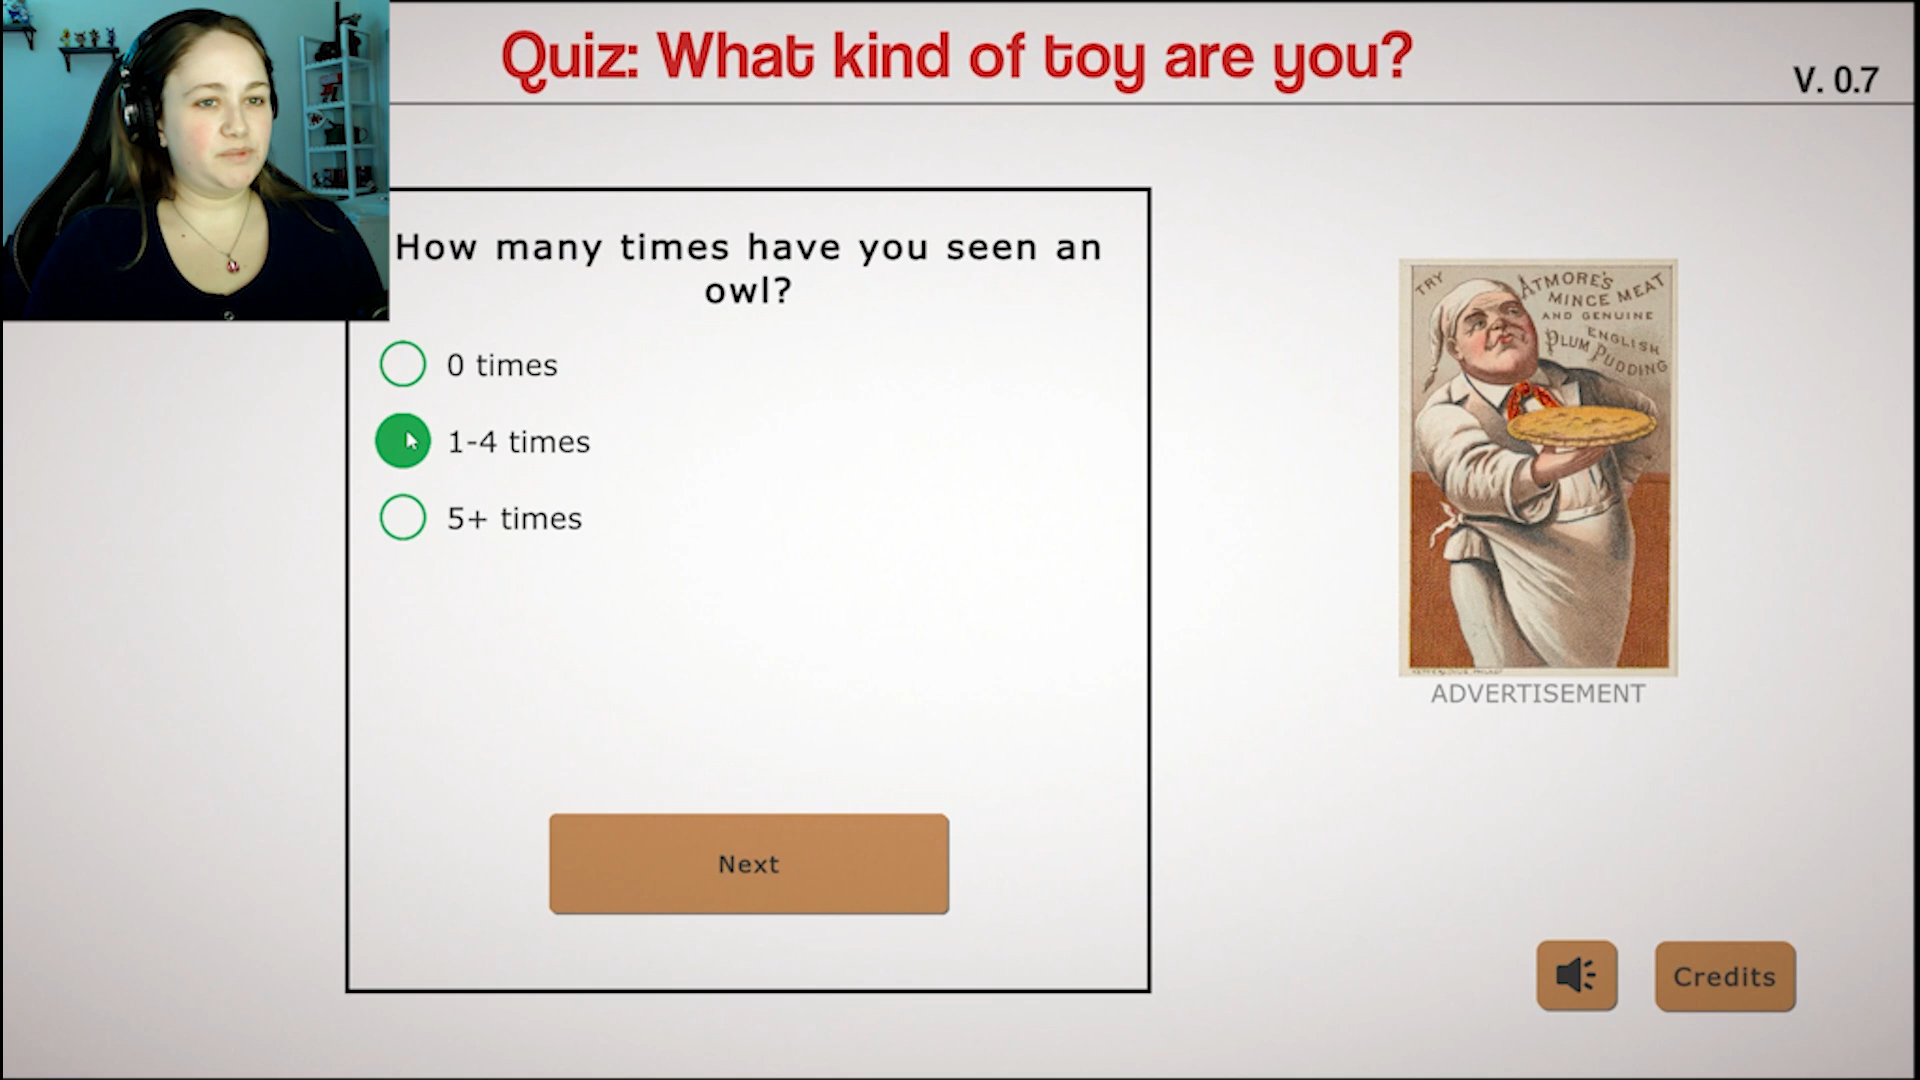 Quiz: What kind of toy are you?
V. 0.7
How many times have you seen an
owl?
0 times
1-4 times
5+ times
Next
TRY
ATMORE'S
MINCE MEAT
AND GENUINE
ENGLISH
PLUM PUDDING
ADVERTISEMENT
Credits